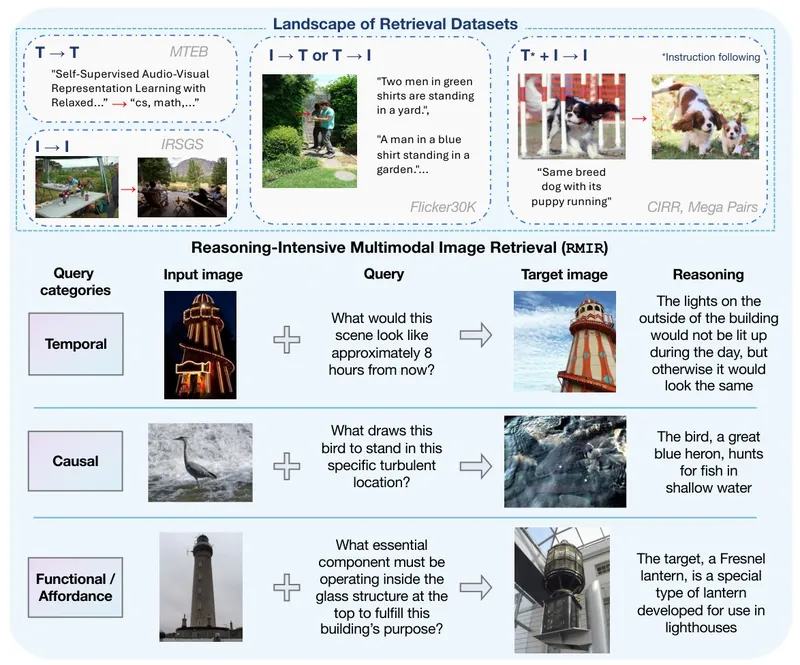 Landscape of Retrieval Datasets
T → T
MTEB
"Self-Supervised Audio-Visual
Representation Learning with
Relaxed..." → "cs, math,..."
I → I
IRSGS
I → T or T → I
"Two men in green
shirts are standing
in a yard.",
"A man in a blue
shirt standing in a
garden."...
Flicker30K
T* + I → I
*Instruction following
"Same breed
dog with its
puppy running"
CIRR, Mega Pairs
Reasoning-Intensive Multimodal Image Retrieval (RMIR)
Query
categories
Input image
Query
Target image
Reasoning
Temporal
What would this
scene look like
approximately 8
hours from now?
The lights on the
outside of the building
would not be lit up
during the day, but
otherwise it would
look the same
Causal
What draws this
bird to stand in this
specific turbulent
location?
The bird, a great
blue heron, hunts
for fish in
shallow water
Functional /
Affordance
What essential
component must be
operating inside the
glass structure at the
top to fulfill this
building's purpose?
The target, a Fresnel
lantern, is a special
type of lantern
developed for use in
lighthouses